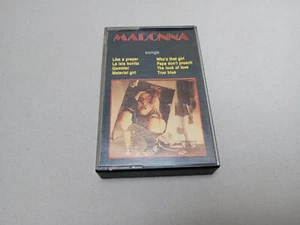 MADONNA
songs
Like a preyer
La isla bonita
Gambler
Material girl
Who's that girl
Papa don't preach
The look of love
True blue